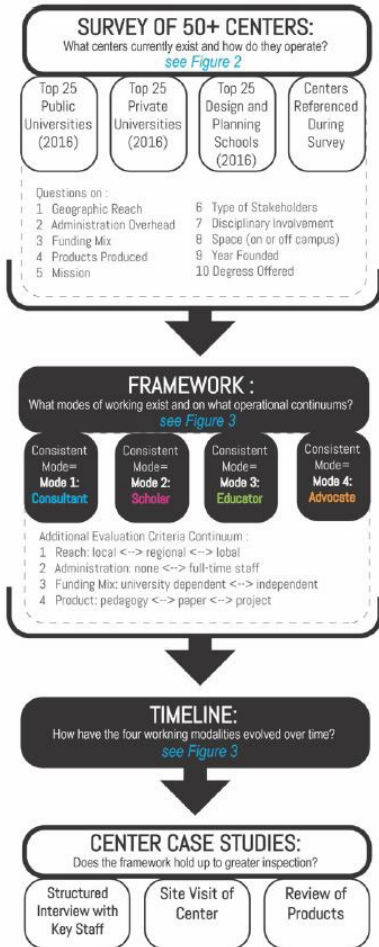 SURVEY OF 50+ CENTERS:
What centers currently exist and how do they operate?
see Figure 2
Top 25
Public
Universities
(2016)
Top 25
Private
Universities
(2016)
Top 25
Design and
Planning
Schools
(2016)
Centers
Referenced
During
Survey
Questions on :
1 Geographic Reach
2 Administration Overhead
3 Funding Mix
4 Products Produced
5 Mission
6 Type of Stakeholders
7 Disciplinary Involvement
8 Space (on or off campus)
9 Year Founded
10 Degress Offered
FRAMEWORK :
What modes of working exist and on what operational continuums?
see Figure 3
Consistent
Mode=
Mode 1:
Consultant
Consistent
Mode=
Mode 2:
Scholar
Consistent
Mode=
Mode 3:
Educator
Consistent
Mode=
Mode 4:
Advocate
Additional Evaluation Criteria Continuum :
1 Reach: local <--> regional <--> lobal
2 Administration: none <--> full-time staff
3 Funding Mix: university dependent <--> independent
4 Product: pedagogy <--> paper <--> project
TIMELINE:
How have the four workning modalities evolved over time?
see Figure 3
CENTER CASE STUDIES:
Does the framework hold up to greater inspection?
Structured
Interview with
Key Staff
Site Visit of
Center
Review of
Products